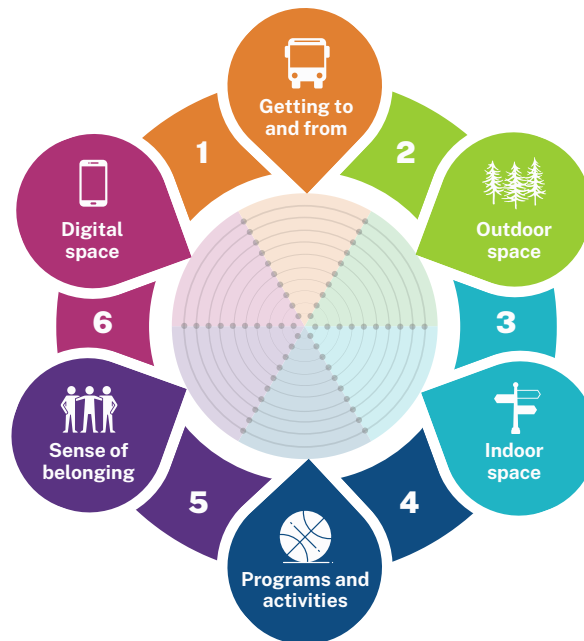 1
Getting to
and from
2
Outdoor
space
3
Indoor
space
4
Programs and
activities
5
Sense of
belonging
6
Digital
space